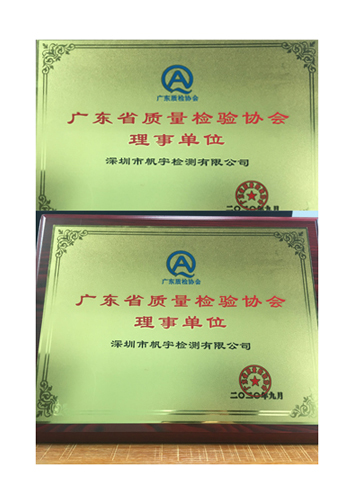 广东质检协会
广东省质量检验协会
理事单位
深圳市帆宇检测有限公司
二〇二〇年九月
广东质检协会
广东省质量检验协会
理事单位
深圳市帆宇检测有限公司
二〇二〇年九月